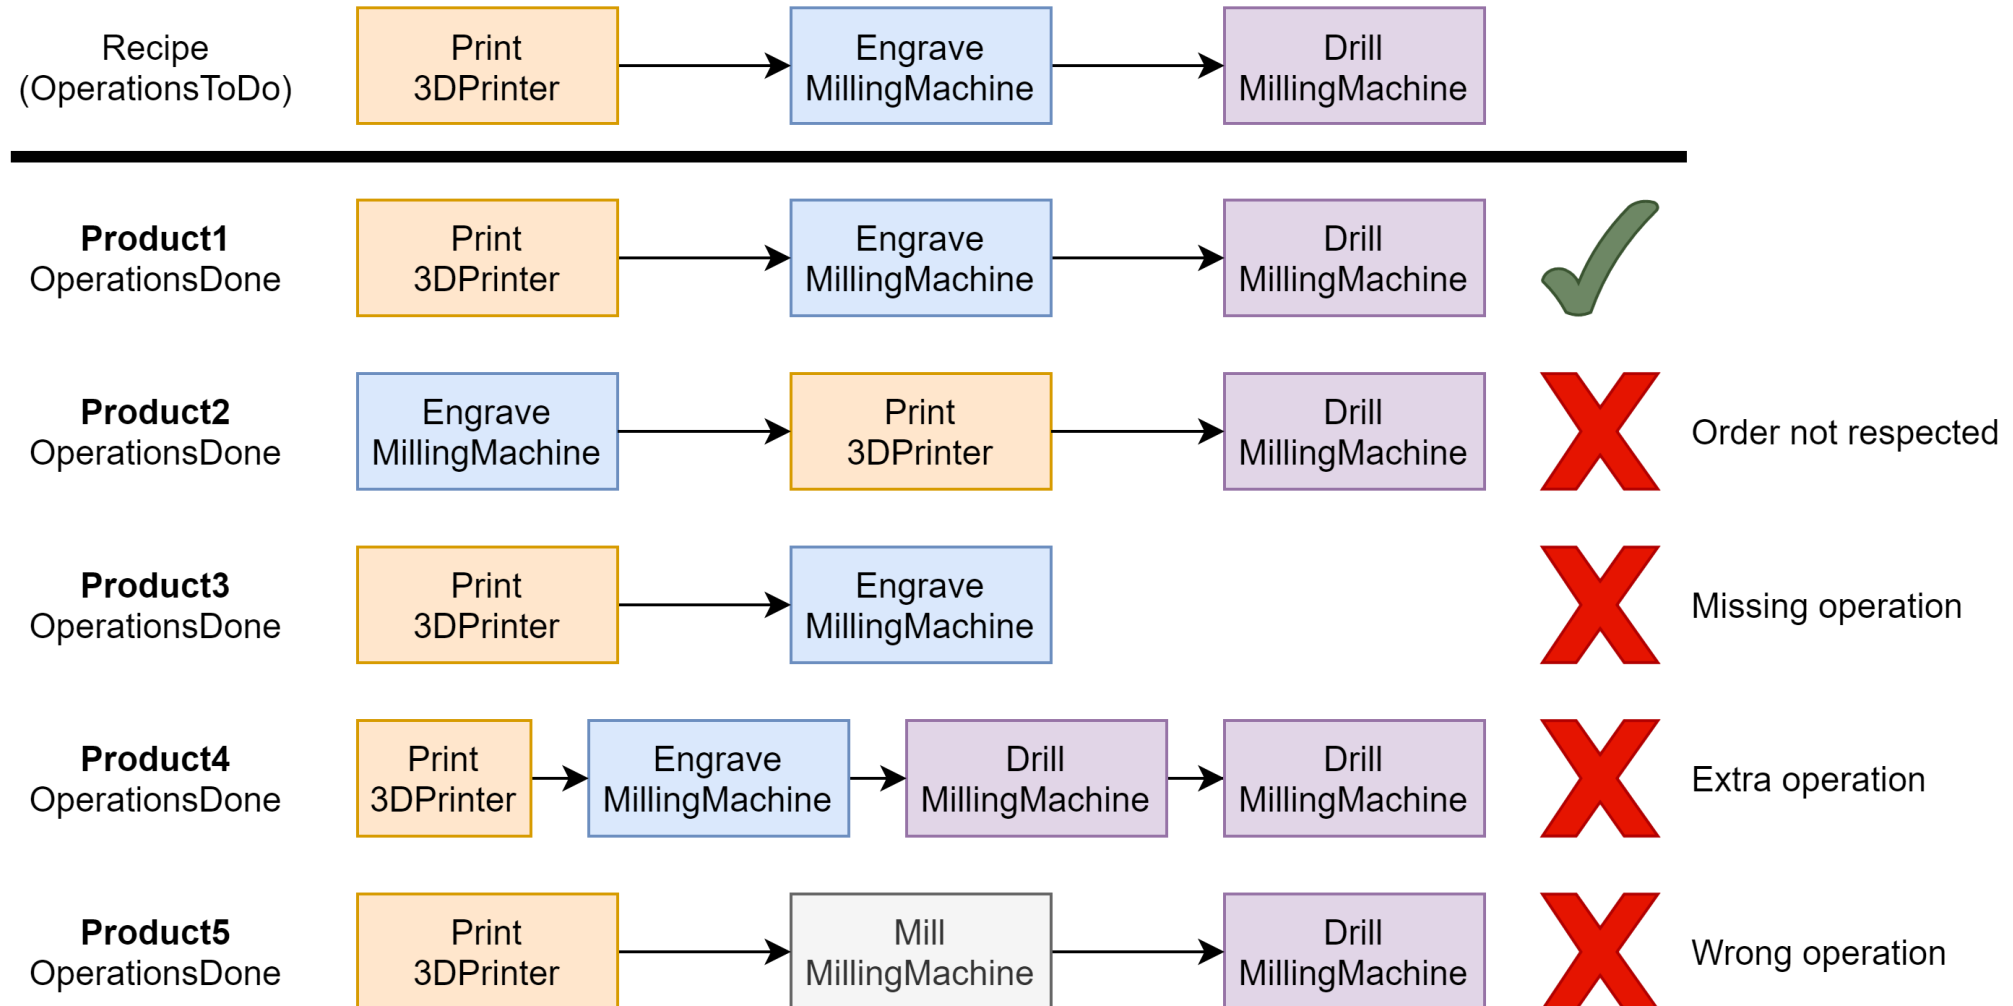 Recipe
(OperationsToDo)
Print
3DPrinter
Engrave
MillingMachine
Drill
MillingMachine
Product1
OperationsDone
Print
3DPrinter
Engrave
MillingMachine
Drill
MillingMachine
Product2
OperationsDone
Engrave
MillingMachine
Print
3DPrinter
Drill
MillingMachine
Order not respected
Product3
OperationsDone
Print
3DPrinter
Engrave
MillingMachine
Missing operation
Product4
OperationsDone
Print
3DPrinter
Engrave
MillingMachine
Drill
MillingMachine
Drill
MillingMachine
Extra operation
Product5
OperationsDone
Print
3DPrinter
Mill
MillingMachine
Drill
MillingMachine
Wrong operation